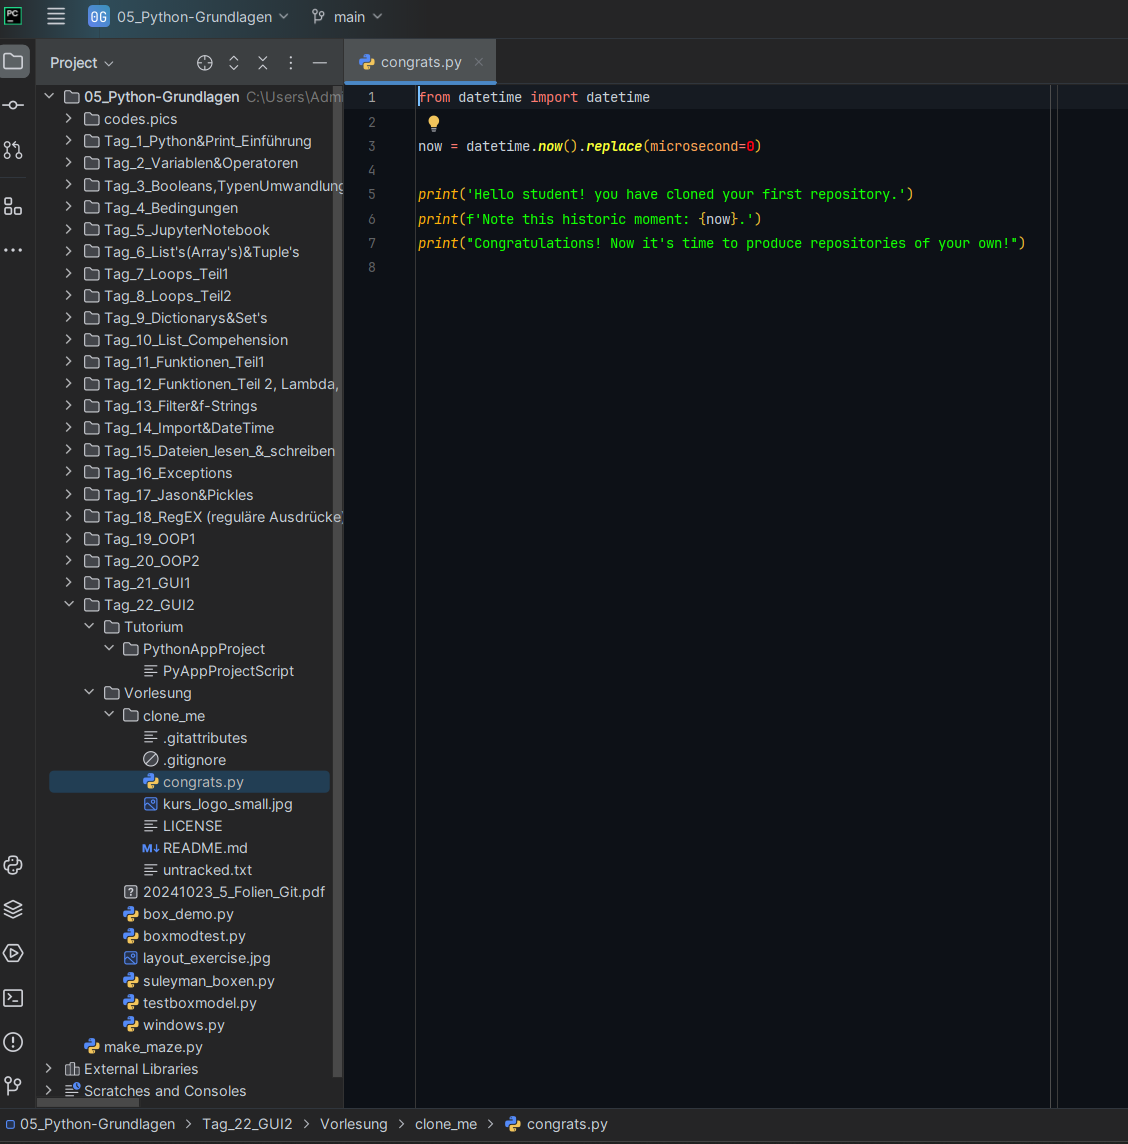 PC
0G 05_Python-Grundlagen main
Project
congrats.py
05_Python-Grundlagen C:\Users\Admi
codes.pics
Tag_1_Python&Print_Einführung
Tag_2_Variablen&Operatoren
Tag_3_Booleans,TypenUmwandlung
Tag_4_Bedingungen
Tag_5_JupyterNotebook
Tag_6_List's(Array's)&Tuple's
Tag_7_Loops_Teil1
Tag_8_Loops_Teil2
Tag_9_Dictionarys&Set's
Tag_10_List_Compehension
Tag_11_Funktionen_Teil1
Tag_12_Funktionen_Teil 2, Lambda,
Tag_13_Filter&f-Strings
Tag_14_Import&DateTime
Tag_15_Dateien_lesen_&_schreiben
Tag_16_Exceptions
Tag_17_Jason&Pickles
Tag_18_RegEX (reguläre Ausdrücke)
Tag_19_OOP1
Tag_20_OOP2
Tag_21_GUI1
Tag_22_GUI2
Tutorium
PythonAppProject
PyAppProjectScript
Vorlesung
clone_me
.gitattributes
.gitignore
congrats.py
kurs_logo_small.jpg
LICENSE
M↓ README.md
untracked.txt
20241023_5_Folien_Git.pdf
box_demo.py
boxmodtest.py
layout_exercise.jpg
suleyman_boxen.py
testboxmodel.py
windows.py
make_maze.py
External Libraries
Scratches and Consoles
1 from datetime import datetime
2
3 now = datetime.now().replace(microsecond=0)
4
5 print('Hello student! you have cloned your first repository.')
6 print(f'Note this historic moment: {now}.')
7 print("Congratulations! Now it's time to produce repositories of your own!")
8
05_Python-Grundlagen > Tag_22_GUI2 > Vorlesung > clone_me > congrats.py